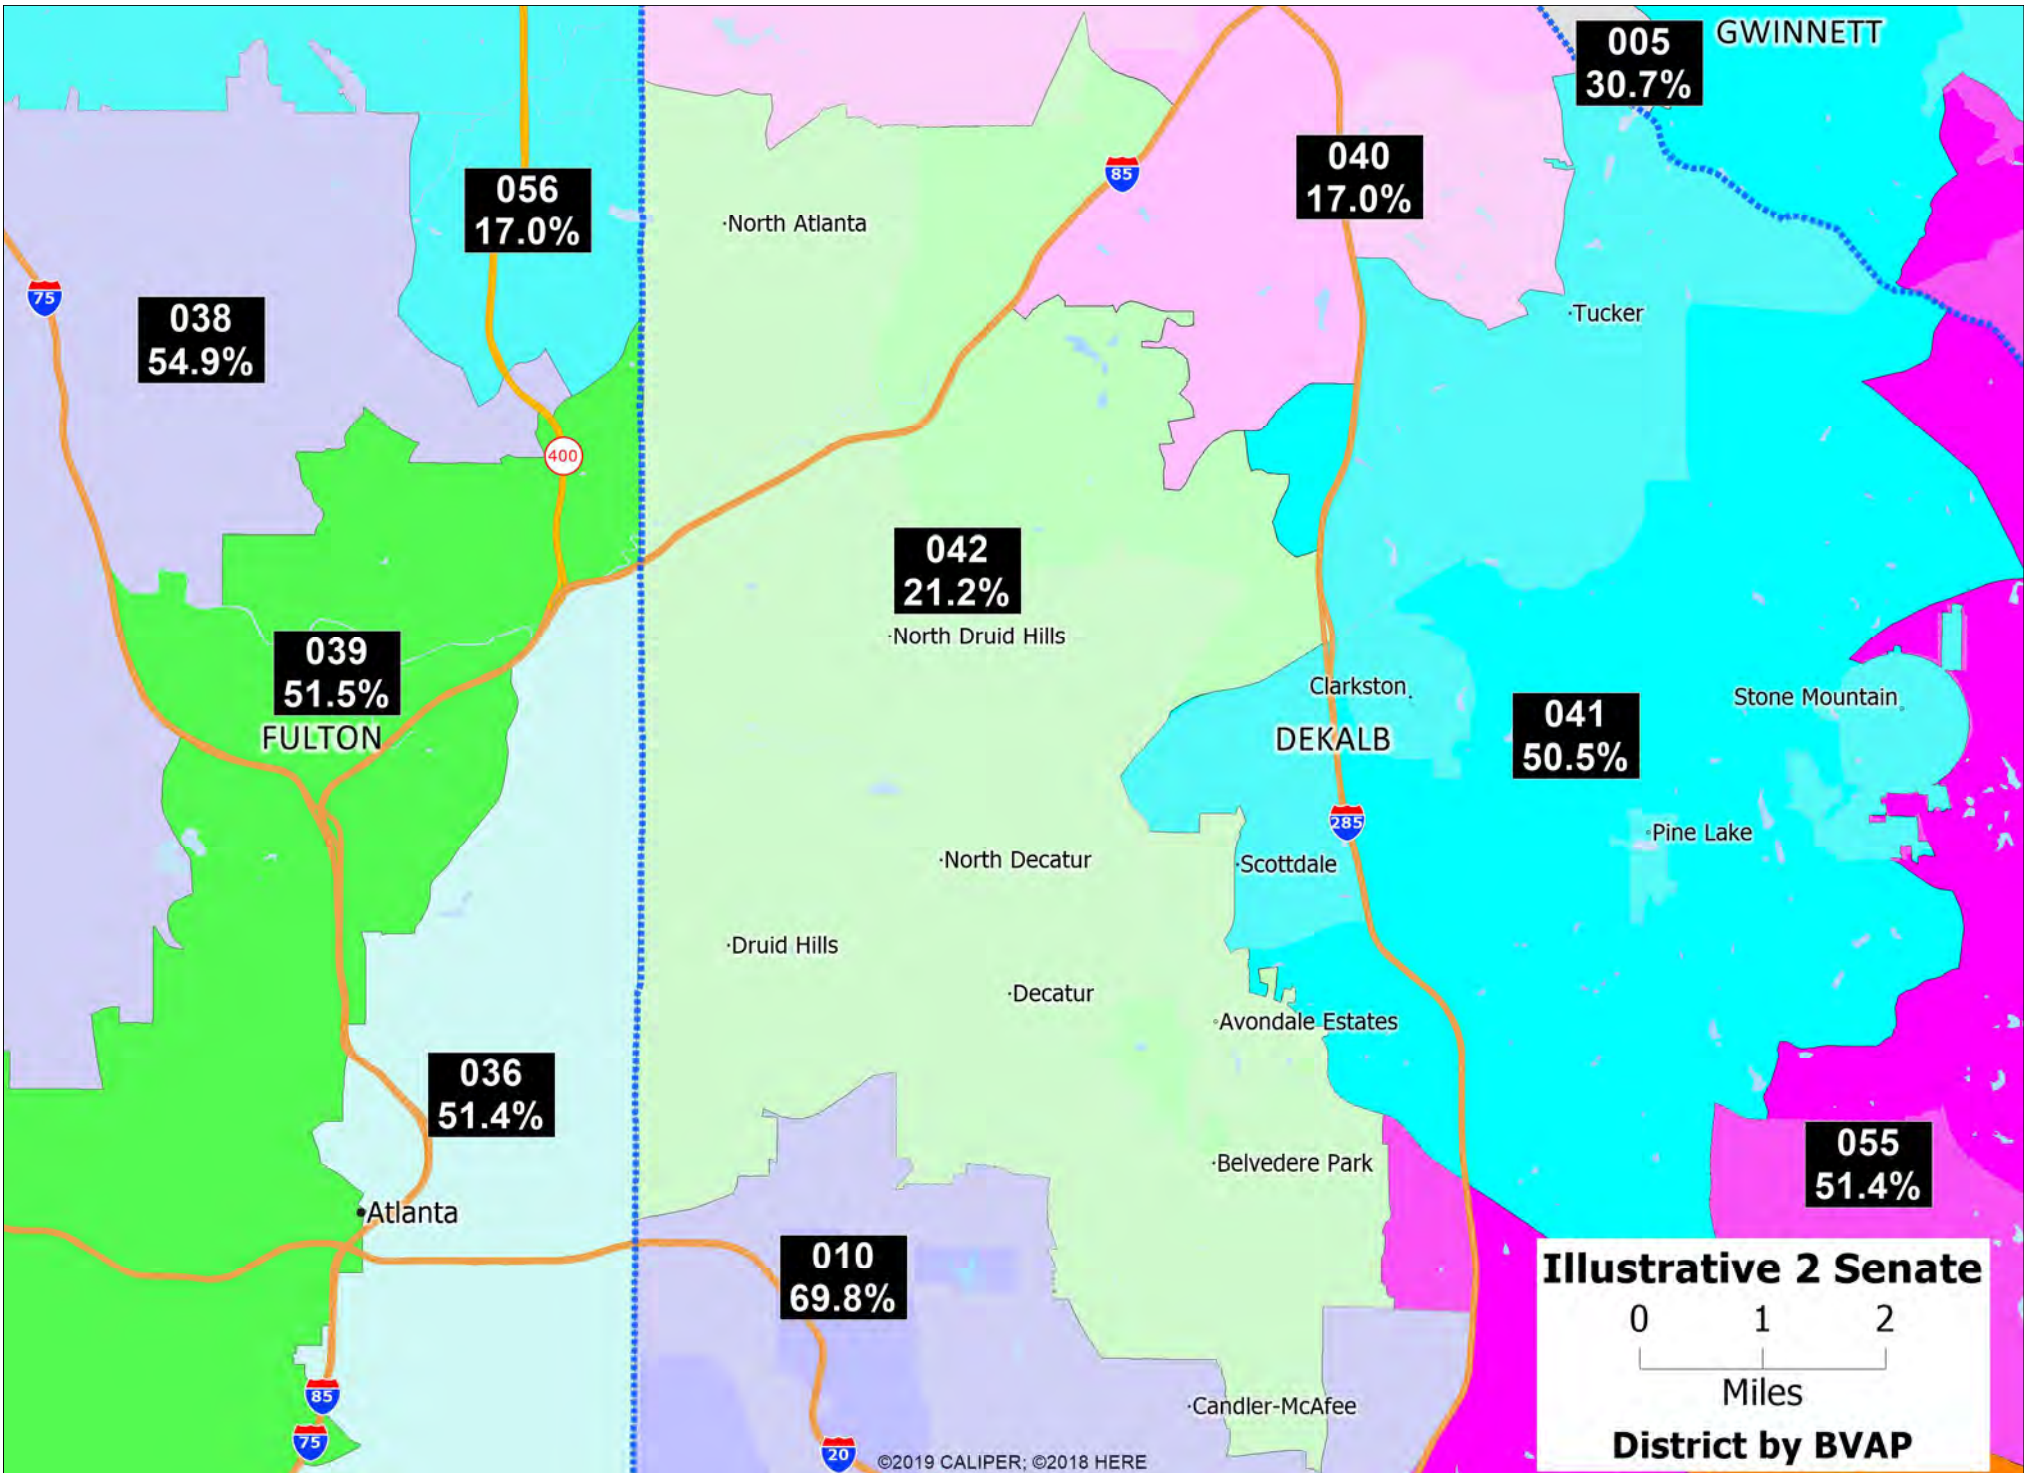 005
30.7%
GWINNETT
040
17.0%
056
17.0%
85
North Atlanta
75
038
54.9%
Tucker
400
042
21.2%
North Druid Hills
039
51.5%
FULTON
Clarkston
Stone Mountain
041
50.5%
DEKALB
285
Pine Lake
North Decatur
Scottdale
Druid Hills
Decatur
Avondale Estates
036
51.4%
055
51.4%
Belvedere Park
Atlanta
010
69.8%
Illustrative 2 Senate
0 1 2
Miles
District by BVAP
85
Candler-McAfee
75
20
©2019 CALIPER; ©2018 HERE